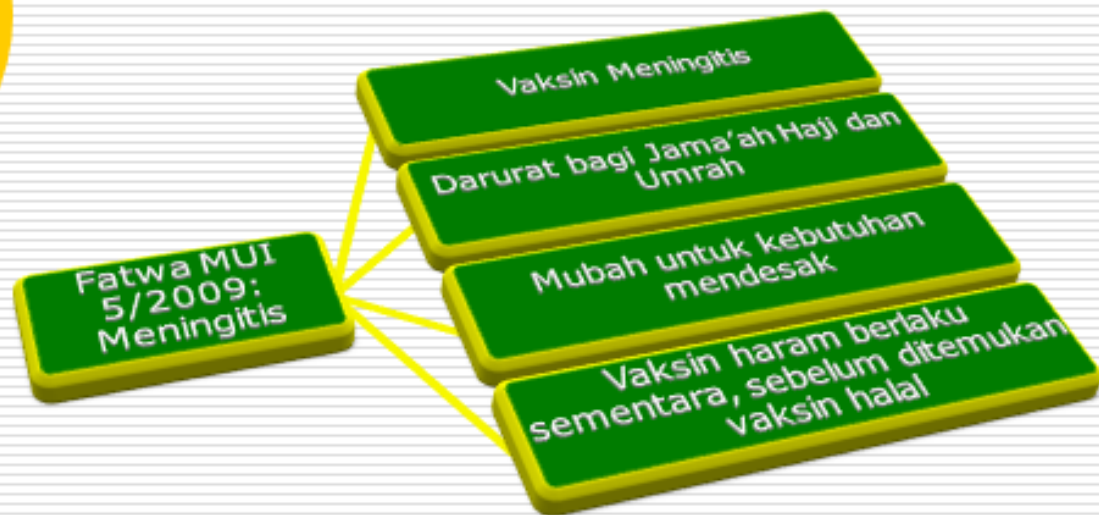 Fatwa MUI
5/2009:
Meningitis
Vaksin Meningitis
Darurat bagi Jama'ah Haji dan
Umrah
Mubah untuk kebutuhan
mendesak
Vaksin haram berlaku
sementara, sebelum ditemukan
vaksin halal